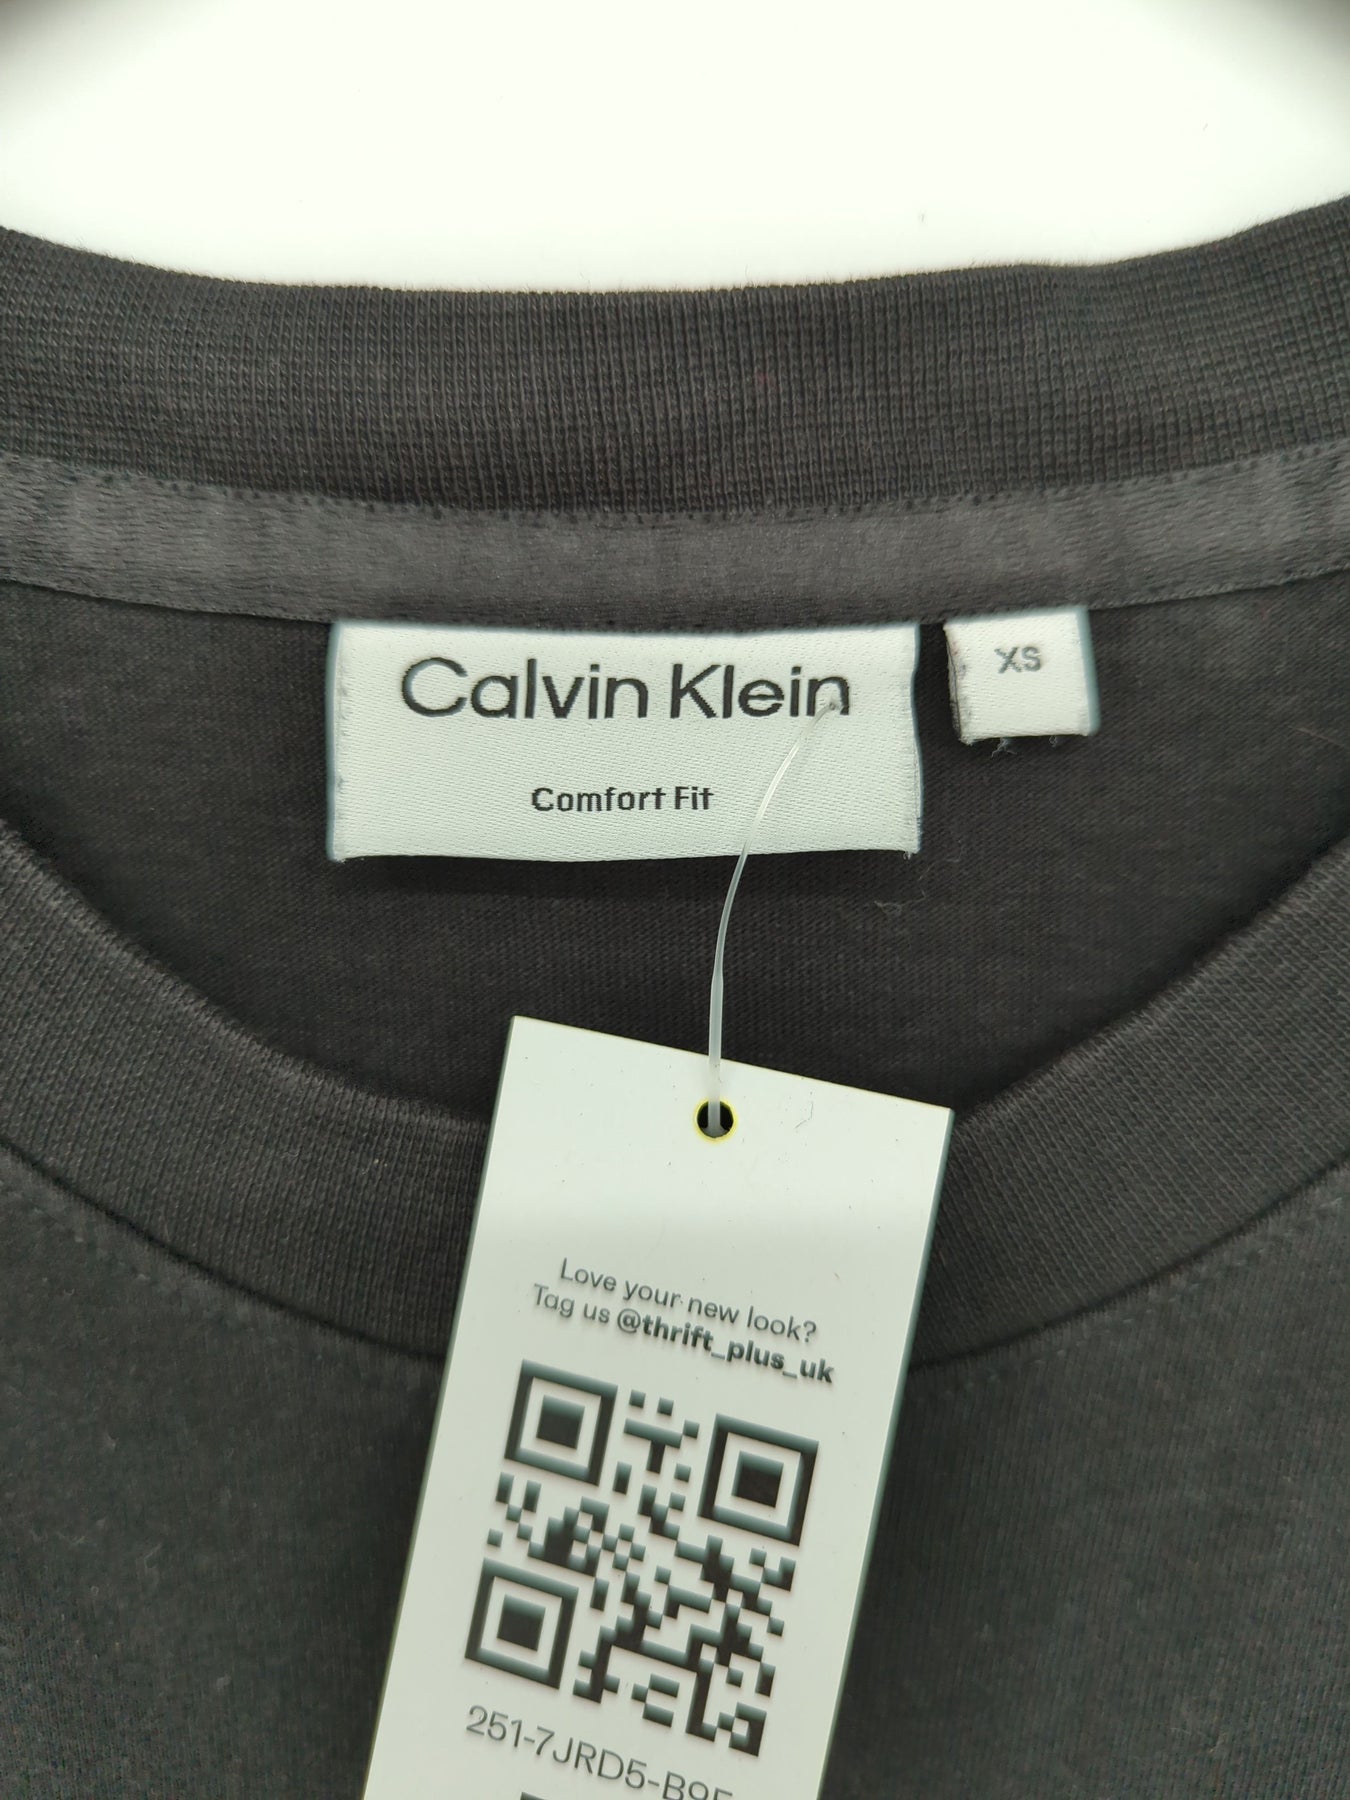 Calvin Klein
XS
Comfort Fit
Love your new look?
Tag us @thrift_plus_uk